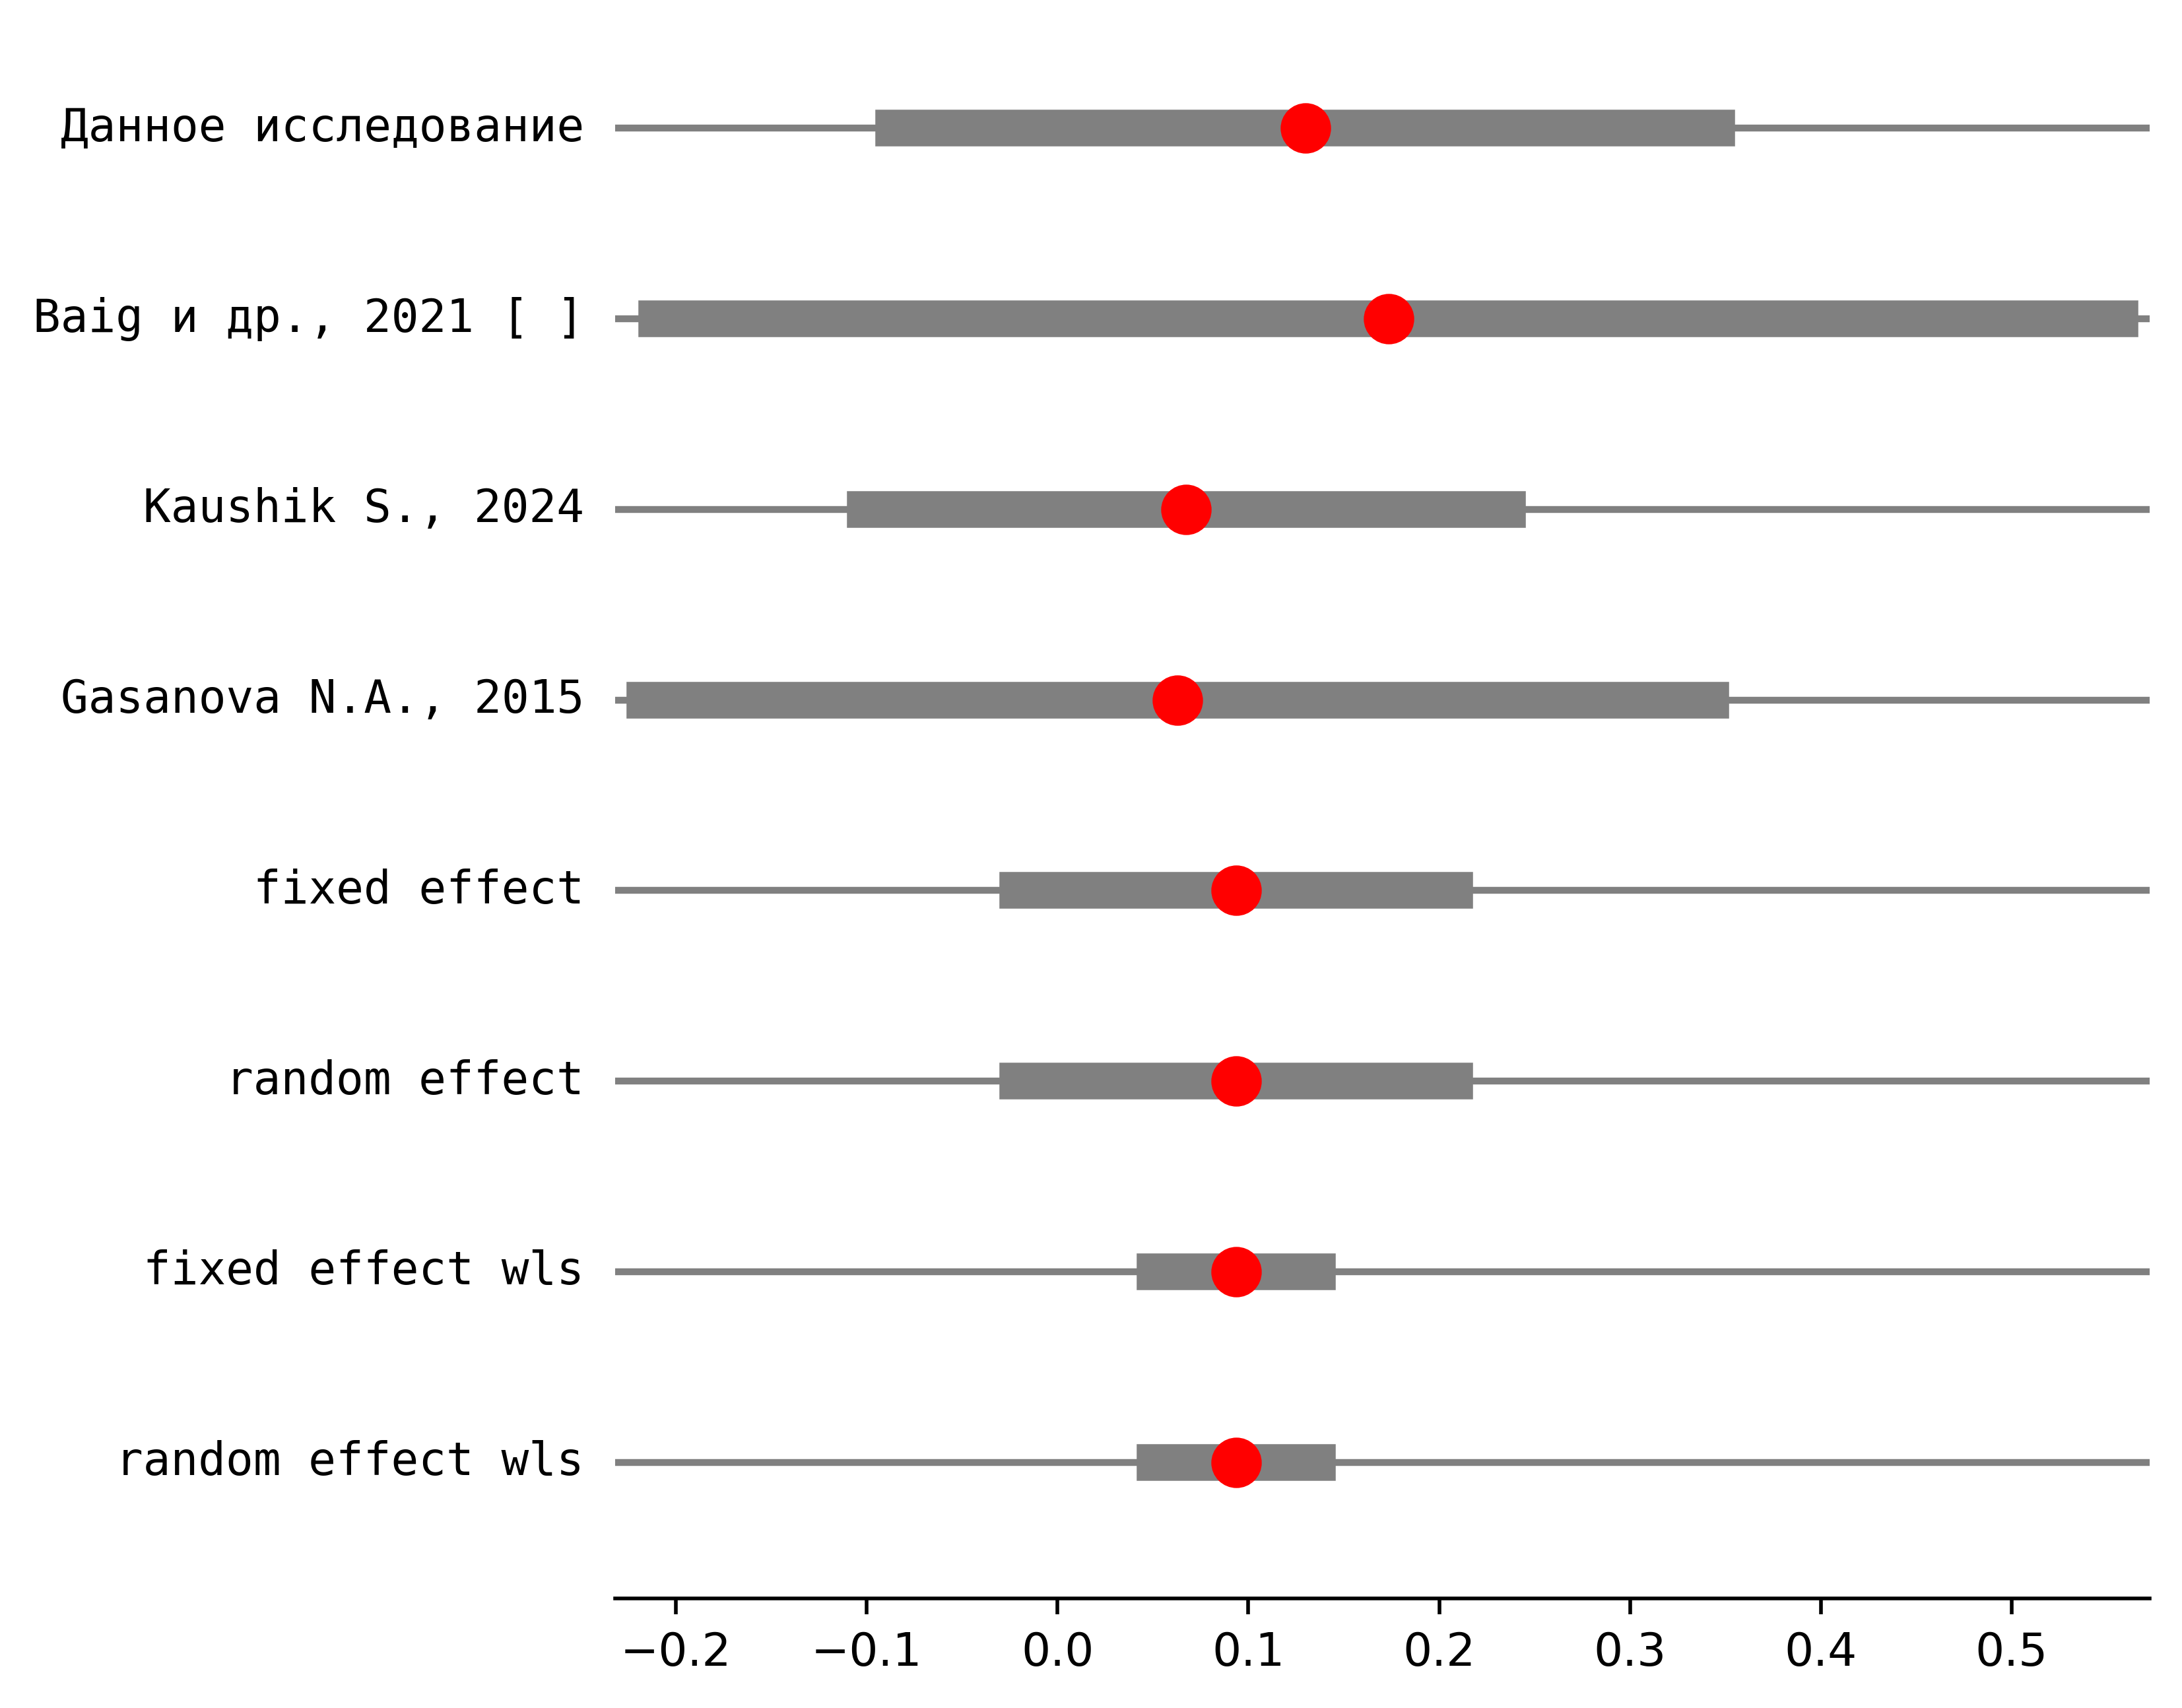 Данное исследование
Baig и др., 2021 [ ]
Kaushik S., 2024
Gasanova N.A., 2015
fixed effect
random effect
fixed effect wls
random effect wls
−0.2 −0.1 0.0 0.1 0.2 0.3 0.4 0.5